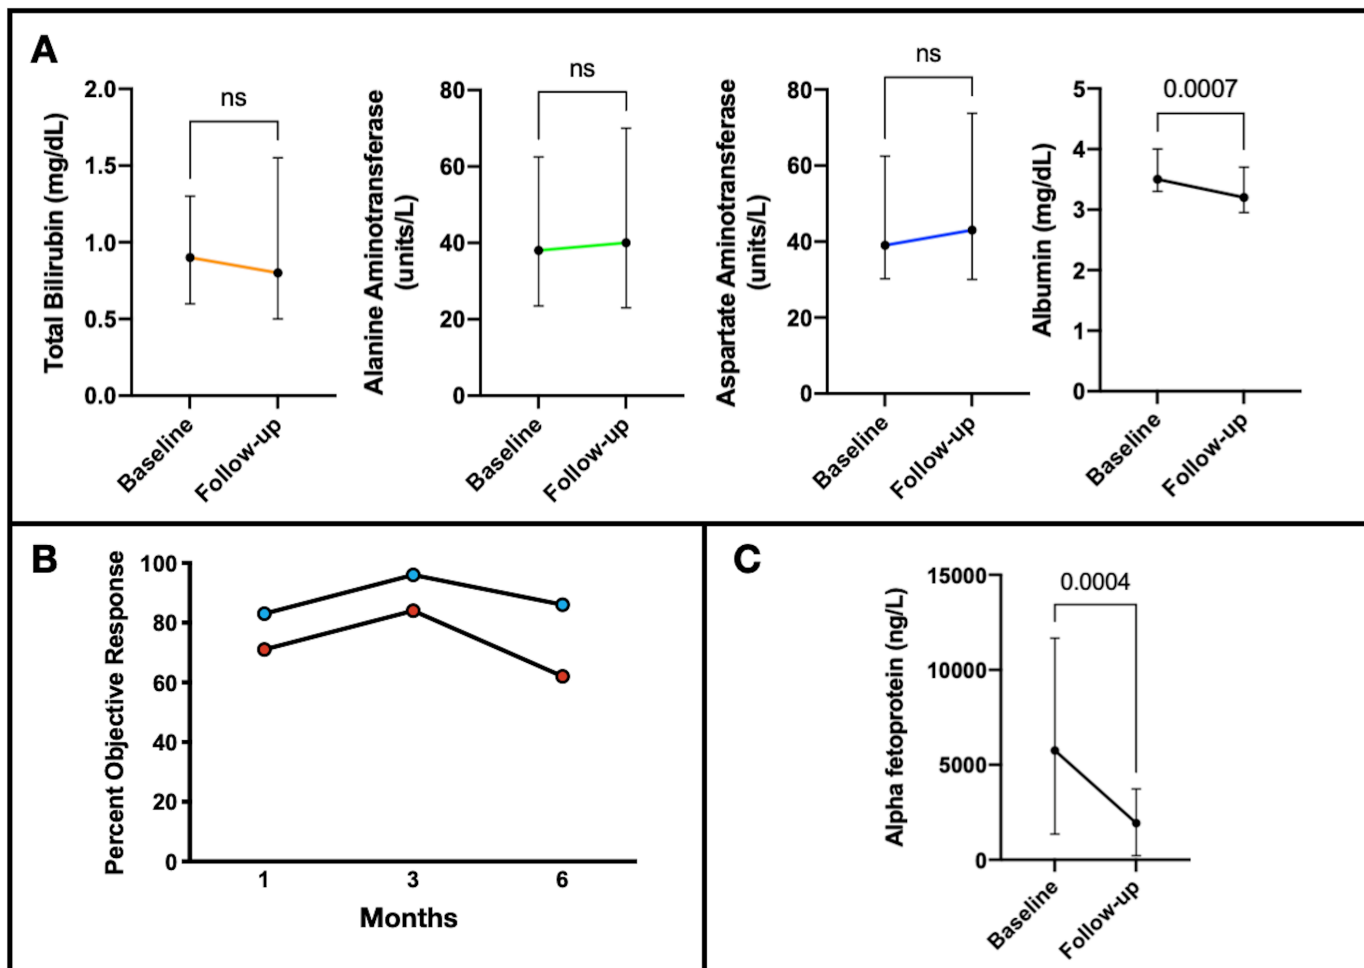 A
Total Bilirubin (mg/dL)
2.0
1.5
1.0
0.5
0.0
ns
Baseline
Follow-up
Alanine Aminotransferase
(units/L)
80
60
40
20
0
ns
Baseline
Follow-up
Aspartate Aminotransferase
(units/L)
80
60
40
20
0
ns
Baseline
Follow-up
Albumin (mg/dL)
5
4
3
2
1
0
0.0007
Baseline
Follow-up
B
Percent Objective Response
100
80
60
40
20
0
1 3 6
Months
C
Alpha fetoprotein (ng/L)
15000
10000
5000
0
0.0004
Baseline
Follow-up